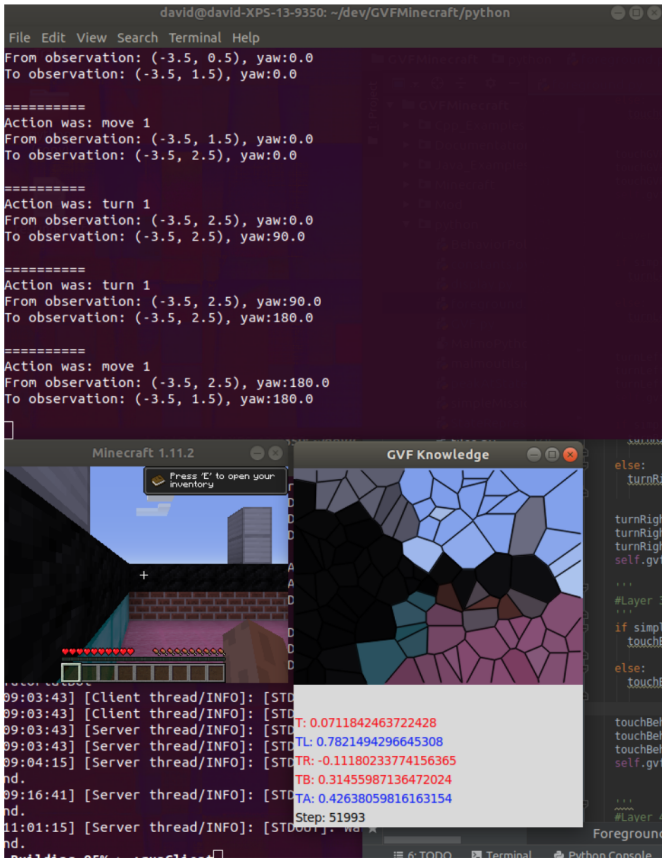 david@david-XPS-13-9350: ~/dev/GVFMinecraft/python
File Edit View Search Terminal Help
From observation: (-3.5, 0.5), yaw:0.0
To observation: (-3.5, 1.5), yaw:0.0
==========
Action was: move 1
From observation: (-3.5, 1.5), yaw:0.0
To observation: (-3.5, 2.5), yaw:0.0
==========
Action was: turn 1
From observation: (-3.5, 2.5), yaw:0.0
To observation: (-3.5, 2.5), yaw:90.0
==========
Action was: turn 1
From observation: (-3.5, 2.5), yaw:90.0
To observation: (-3.5, 2.5), yaw:180.0
==========
Action was: move 1
From observation: (-3.5, 2.5), yaw:180.0
To observation: (-3.5, 1.5), yaw:180.0
Minecraft 1.11.2
Press 'E' to open your
inventory
09:03:43] [Client thread/INFO]: [STD
09:03:43] [Client thread/INFO]: [STD
09:03:43] [Server thread/INFO]: [STD
09:03:43] [Server thread/INFO]: [STD
09:04:15] [Server thread/INFO]: [STD
nd.
09:16:41] [Server thread/INFO]: [STD
nd.
11:01:15] [Server thread/INFO]: [STDOUT]: Wa
nd.
GVF Knowledge
T: 0.0711842463722428
TL: 0.7821494296645308
TR: -0.11180233774156365
TB: 0.31455987136472024
TA: 0.42638059816163154
Step: 51993
else:
turnRi
turnRigh
turnRigh
turnRigh
self.gvf
'''
#Layer 3
'''
if simpl
touchB
else:
touchB
touchBeh
touchBeh
touchBeh
self.gvf
'''
#Layer 4
Foreground
6: TODO Terminal Python Console